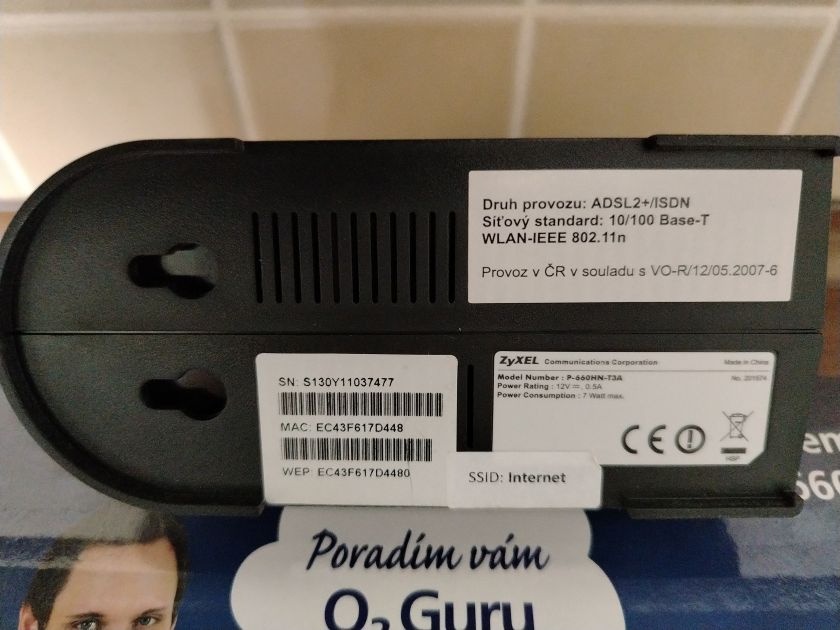 Druh provozu: ADSL2+/ISDN
Síťový standard: 10/100 Base-T
WLAN-IEEE 802.11n
Provoz v ČR v souladu s VO-R/12/05.2007-6
SN: S130Y11037477
MAC: EC43F617D448
WEP: EC43F617D4480
SSID: Internet
ZyXEL Communications Corporation
Made in China
Model Number : P-660HN-T3A
Power Rating : 12V ⎓ 0.5A
Power Consumption : 7 Watt max.
CE
HSF
Poradím vám
O2 Guru